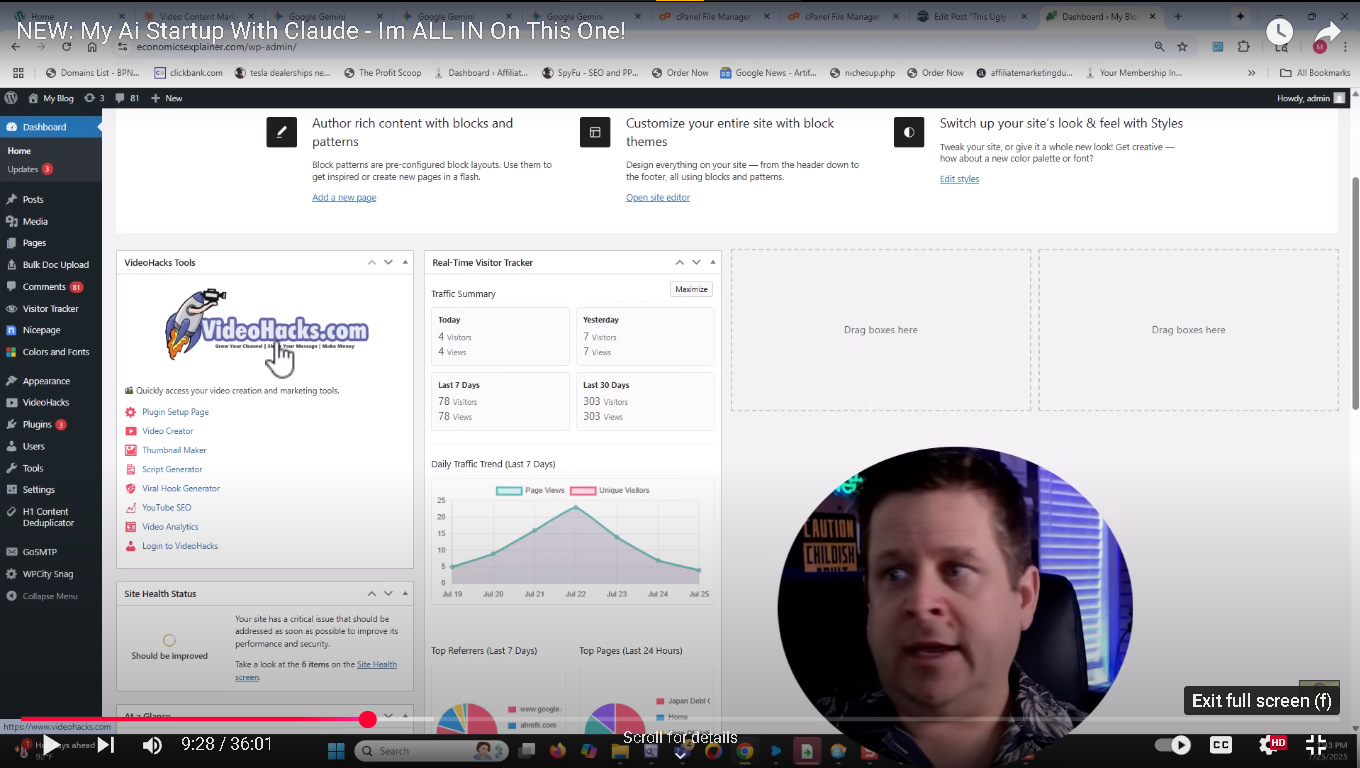 Home
Video Content Mar
Google Gemini
Google Gemini
Google Gemini
cPanel File Manager
cPanel File Manager
Edit Post "This Ugly
Dashboard ‹ My Blo
NEW: My Ai Startup With Claude - Im ALL IN On This One!
economicsexplainer.com/wp-admin/
Domains List - BPN...
clickbank.com
tesla dealerships ne...
The Profit Scoop
Dashboard ‹ Affiliat...
SpyFu - SEO and PP...
Order Now
Google News - Artif...
nichesup.php
Order Now
affiliatemarketingdu...
Your Membership In...
All Bookmarks
My Blog
3
81
New
Howdy, admin
Dashboard
Home
Updates 3
Posts
Media
Pages
Bulk Doc Upload
Comments 81
Visitor Tracker
Nicepage
Colors and Fonts
Appearance
VideoHacks
Plugins 3
Users
Tools
Settings
H1 Content
Deduplicator
GoSMTP
WPCity Snag
Collapse Menu
Author rich content with blocks and
patterns
Block patterns are pre-configured block layouts. Use them to
get inspired or create new pages in a flash.
Add a new page
Customize your entire site with block
themes
Design everything on your site — from the header down to
the footer, all using blocks and patterns.
Open site editor
Switch up your site's look & feel with Styles
Tweak your site, or give it a whole new look! Get creative —
how about a new color palette or font?
Edit styles
VideoHacks Tools
VideoHacks.com
Grow Your Channel | Share Your Message | Make Money
Quickly access your video creation and marketing tools.
Plugin Setup Page
Video Creator
Thumbnail Maker
Script Generator
Viral Hook Generator
YouTube SEO
Video Analytics
Login to VideoHacks
Site Health Status
Should be improved
Your site has a critical issue that should be
addressed as soon as possible to improve its
performance and security.
Take a look at the 6 items on the Site Health
screen.
At a Glance
Real-Time Visitor Tracker
Traffic Summary
Maximize
Today
4 Visitors
4 Views
Yesterday
7 Visitors
7 Views
Last 7 Days
78 Visitors
78 Views
Last 30 Days
303 Visitors
303 Views
Daily Traffic Trend (Last 7 Days)
Page Views
Unique Visitors
25
20
15
10
5
0
Jul 19 Jul 20 Jul 21 Jul 22 Jul 23 Jul 24 Jul 25
Top Referrers (Last 7 Days)
www.google.
ahrefs.com
Top Pages (Last 24 Hours)
Japan Debt
Home
Drag boxes here
Drag boxes here
CAUTION
CHILDISH
ADULT
Exit full screen (f)
https://www.videohacks.com
9:28 / 36:01
Search
Scroll for details
CC
HD
7/25/2025